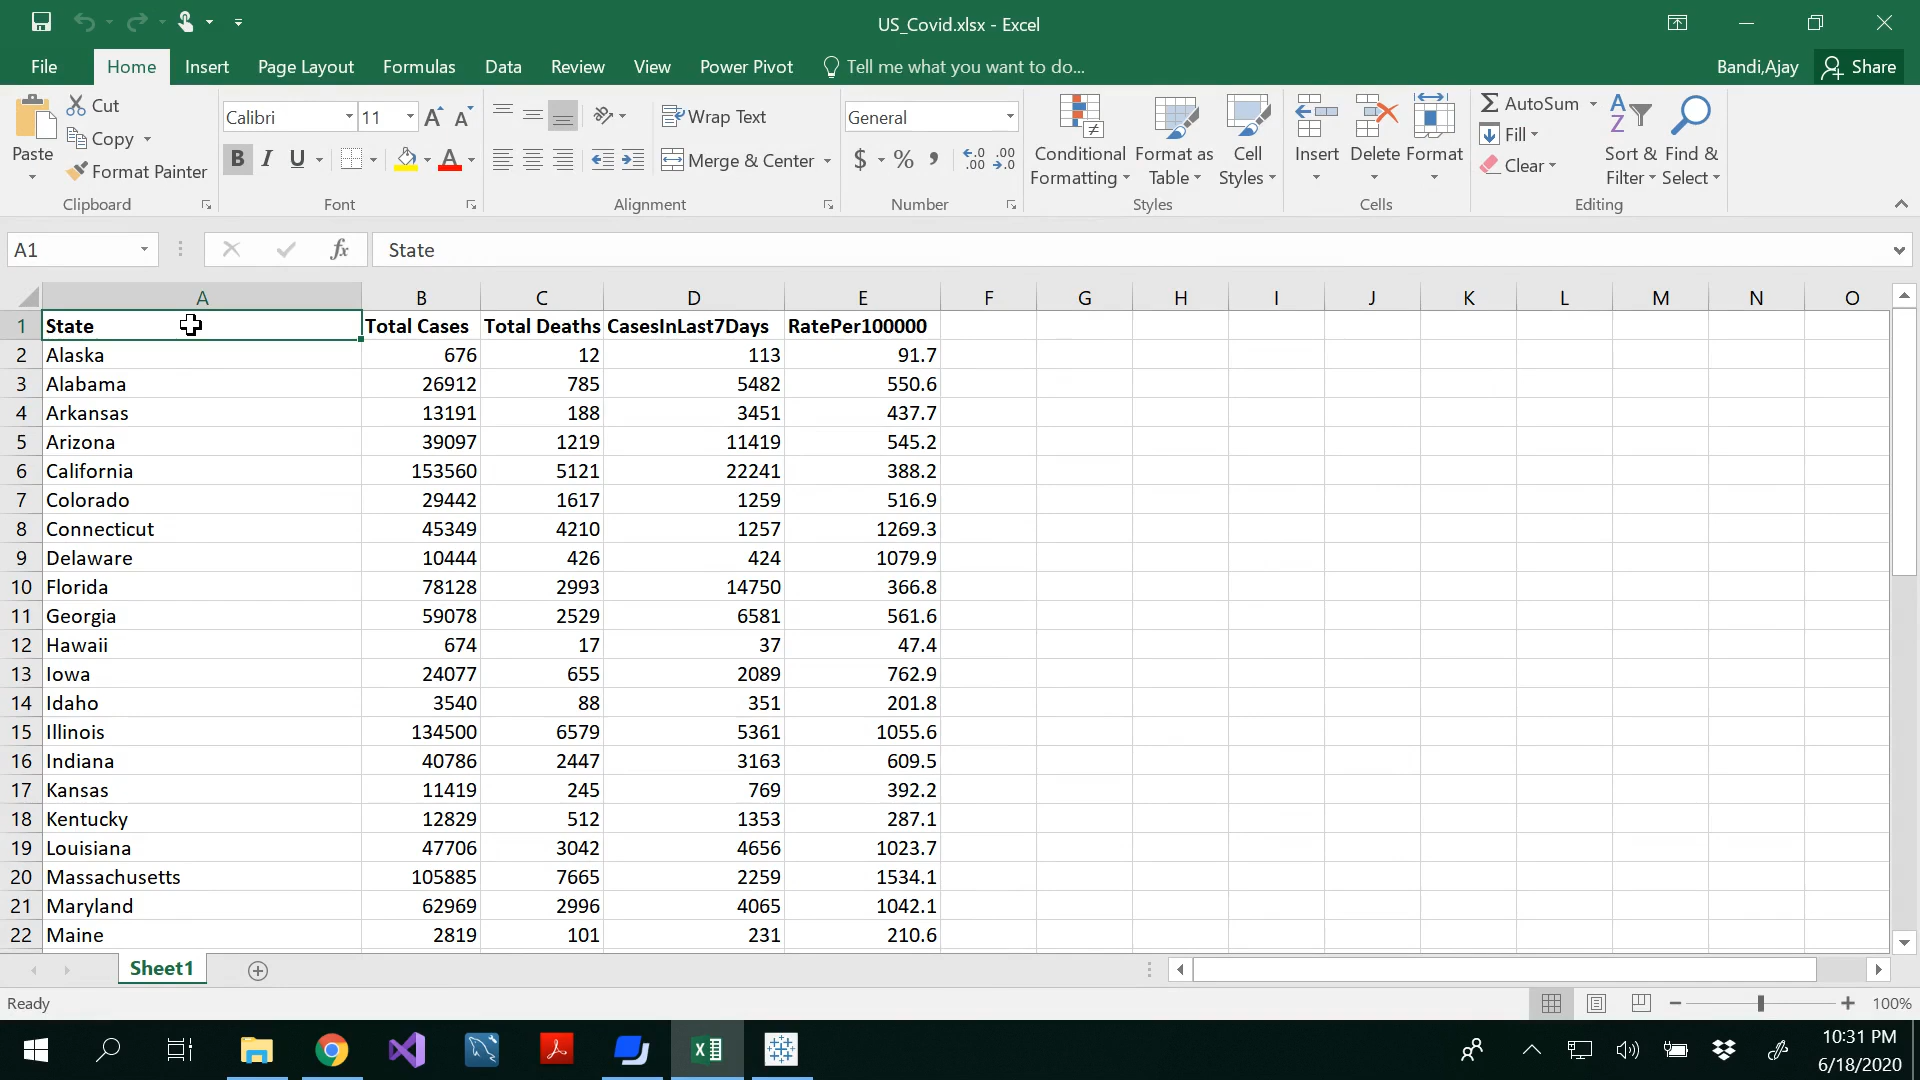 US_Covid.xlsx - Excel
File Home Insert Page Layout Formulas Data Review View Power Pivot Tell me what you want to do... Bandi,Ajay Share
Paste Cut Copy Format Painter Clipboard
Calibri 11 B I U A A A Font
Wrap Text Merge & Center Alignment
General $ % , Number
Conditional Formatting Format as Table Cell Styles Styles
Insert Delete Format Cells
AutoSum Fill Clear Sort & Filter Find & Select Editing
A1 fx State
A B C D E F G H I J K L M N O
1 State Total Cases Total Deaths CasesInLast7Days RatePer100000
2 Alaska 676 12 113 91.7
3 Alabama 26912 785 5482 550.6
4 Arkansas 13191 188 3451 437.7
5 Arizona 39097 1219 11419 545.2
6 California 153560 5121 22241 388.2
7 Colorado 29442 1617 1259 516.9
8 Connecticut 45349 4210 1257 1269.3
9 Delaware 10444 426 424 1079.9
10 Florida 78128 2993 14750 366.8
11 Georgia 59078 2529 6581 561.6
12 Hawaii 674 17 37 47.4
13 Iowa 24077 655 2089 762.9
14 Idaho 3540 88 351 201.8
15 Illinois 134500 6579 5361 1055.6
16 Indiana 40786 2447 3163 609.5
17 Kansas 11419 245 769 392.2
18 Kentucky 12829 512 1353 287.1
19 Louisiana 47706 3042 4656 1023.7
20 Massachusetts 105885 7665 2259 1534.1
21 Maryland 62969 2996 4065 1042.1
22 Maine 2819 101 231 210.6
Sheet1
Ready 100%
10:31 PM
6/18/2020